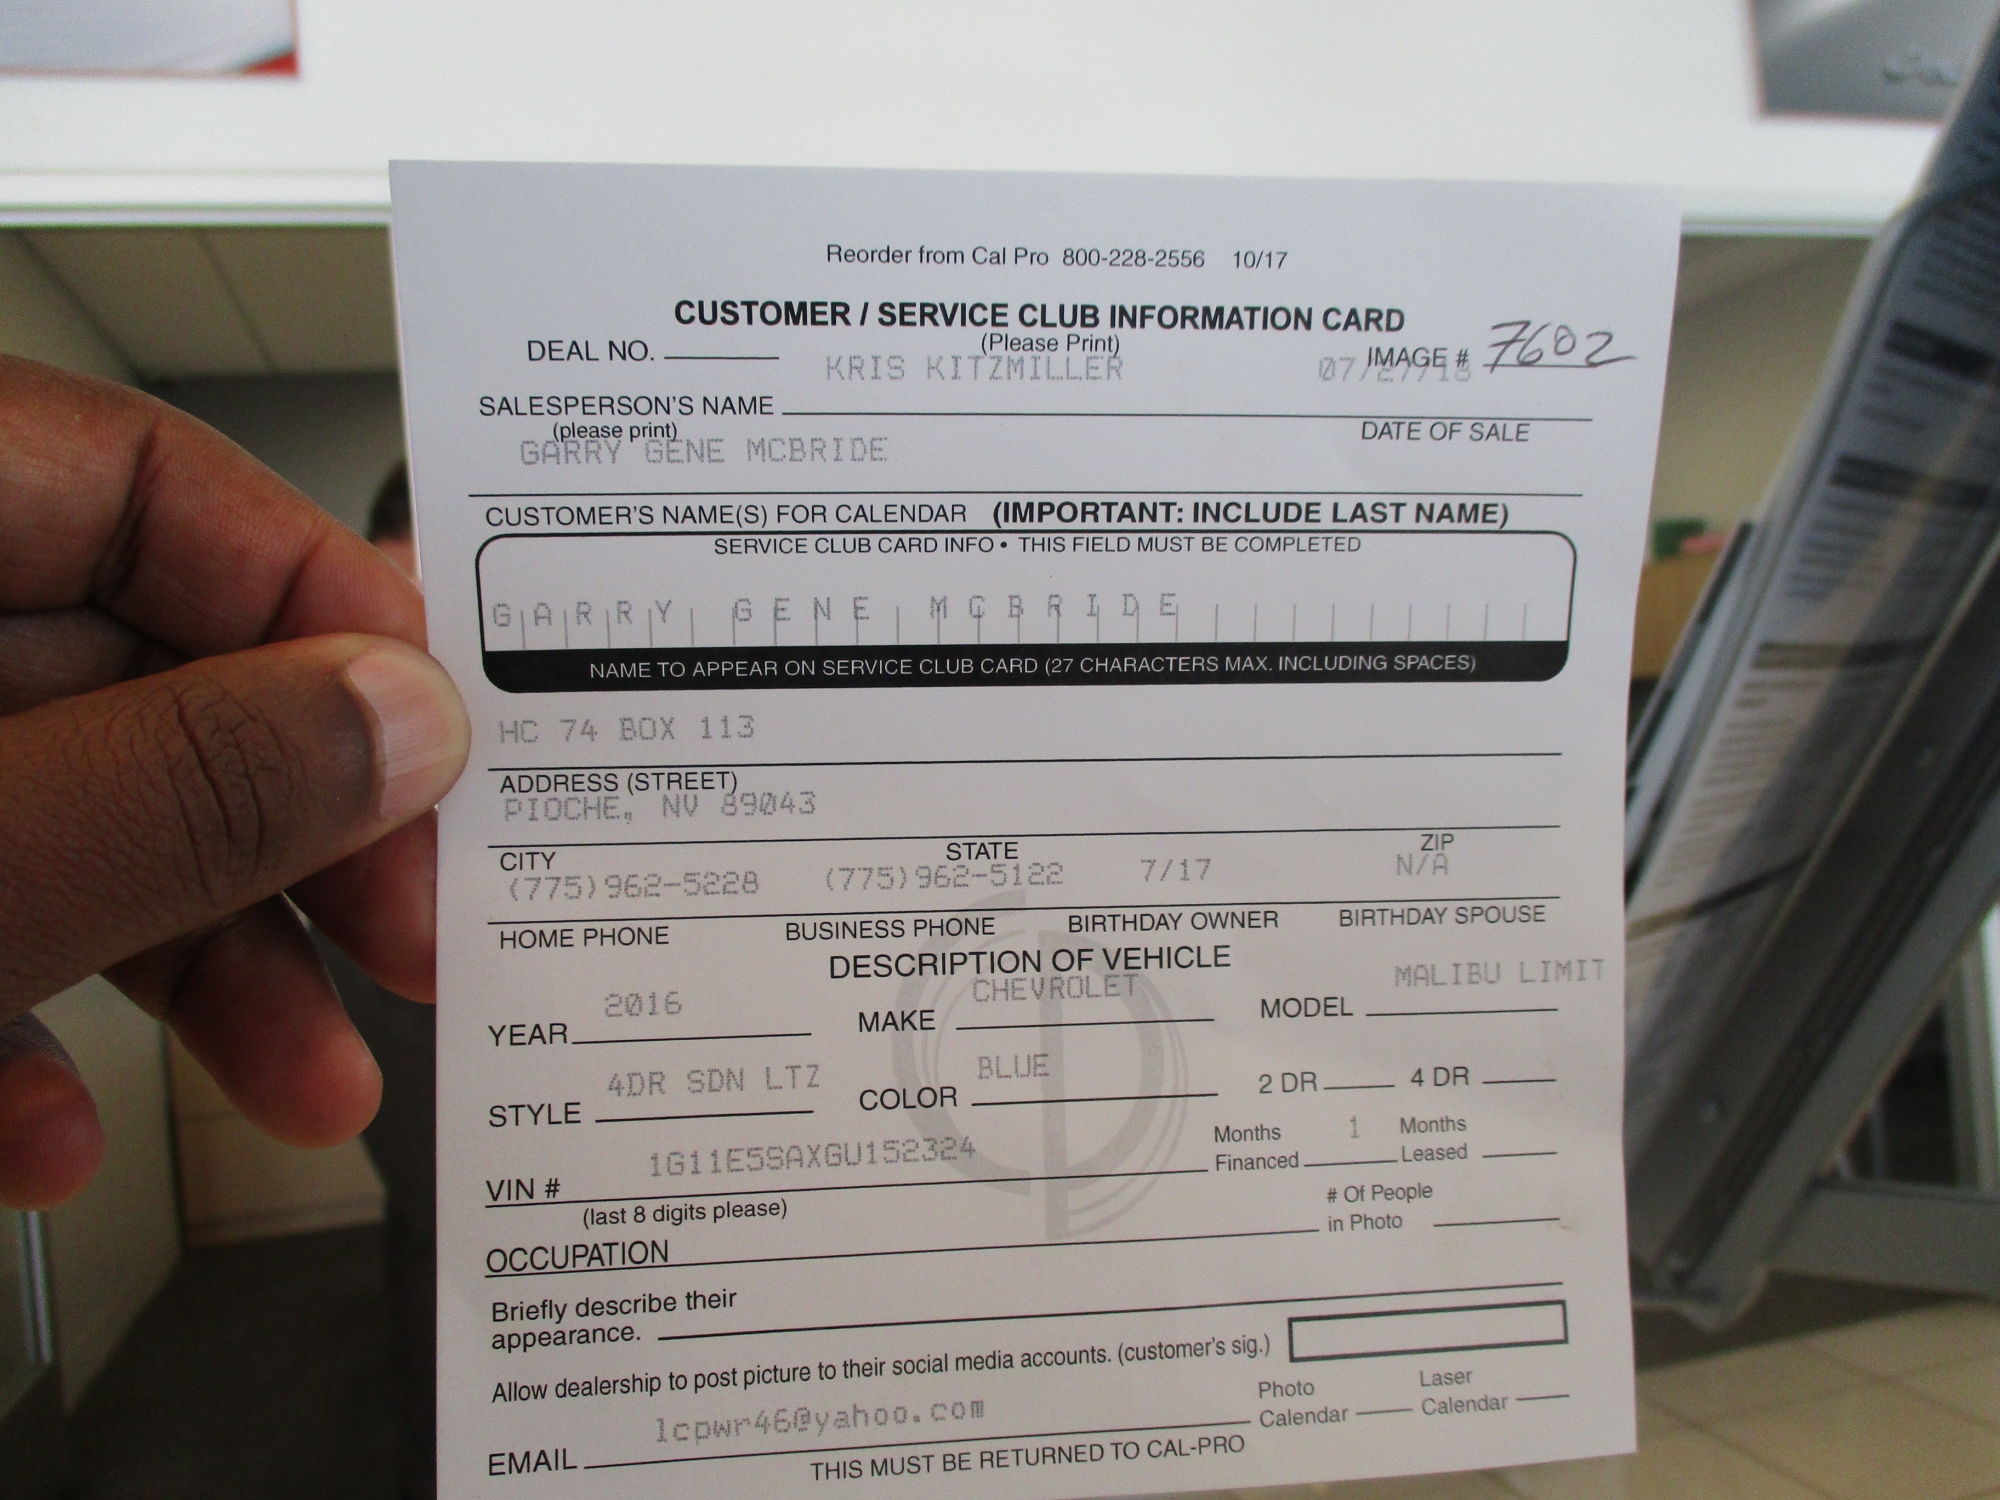 Reorder from Cal Pro 800-228-2556 10/17
CUSTOMER / SERVICE CLUB INFORMATION CARD
(Please Print)
DEAL NO. KRIS KITZMILLER 07/27/18 IMAGE # 7602
SALESPERSON'S NAME
(please print) DATE OF SALE
GARRY GENE MCBRIDE
CUSTOMER'S NAME(S) FOR CALENDAR (IMPORTANT: INCLUDE LAST NAME)
SERVICE CLUB CARD INFO • THIS FIELD MUST BE COMPLETED
GARRY GENE MCBRIDE
NAME TO APPEAR ON SERVICE CLUB CARD (27 CHARACTERS MAX. INCLUDING SPACES)
HC 74 BOX 113
ADDRESS (STREET)
PIOCHE, NV 89043
CITY STATE ZIP
(775)962-5228 (775)962-5122 7/17 N/A
HOME PHONE BUSINESS PHONE BIRTHDAY OWNER BIRTHDAY SPOUSE
DESCRIPTION OF VEHICLE
2016 CHEVROLET MALIBU LIMIT
YEAR MAKE MODEL
4DR SDN LTZ BLUE
STYLE COLOR 2 DR 4 DR
1G11E5SAXGU152324 Months 1 Months
VIN # Financed Leased
(last 8 digits please) # Of People
OCCUPATION in Photo
Briefly describe their
appearance.
Allow dealership to post picture to their social media accounts. (customer's sig.)
lcpwr46@yahoo.com Photo Laser
EMAIL Calendar Calendar
THIS MUST BE RETURNED TO CAL-PRO